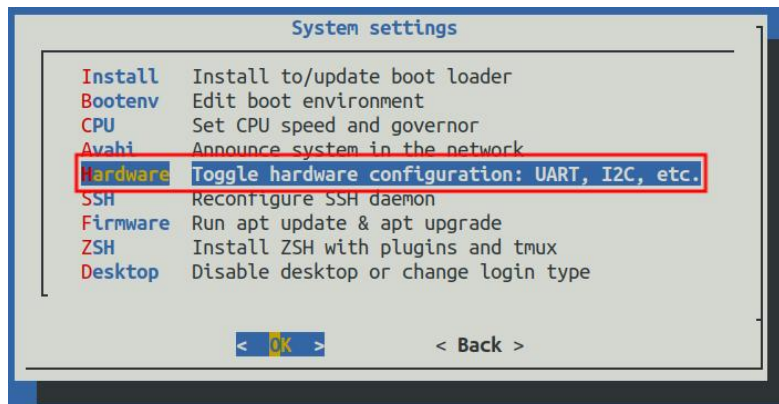 System settings
Install Install to/update boot loader
Bootenv Edit boot environment
CPU Set CPU speed and governor
Avahi Announce system in the network
Hardware Toggle hardware configuration: UART, I2C, etc.
SSH Reconfigure SSH daemon
Firmware Run apt update & apt upgrade
ZSH Install ZSH with plugins and tmux
Desktop Disable desktop or change login type
< OK > < Back >